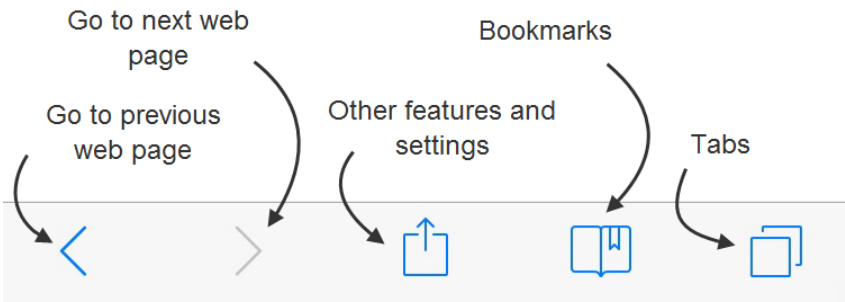 Go to next web
page
Bookmarks
Go to previous
web page
Other features and
settings
Tabs